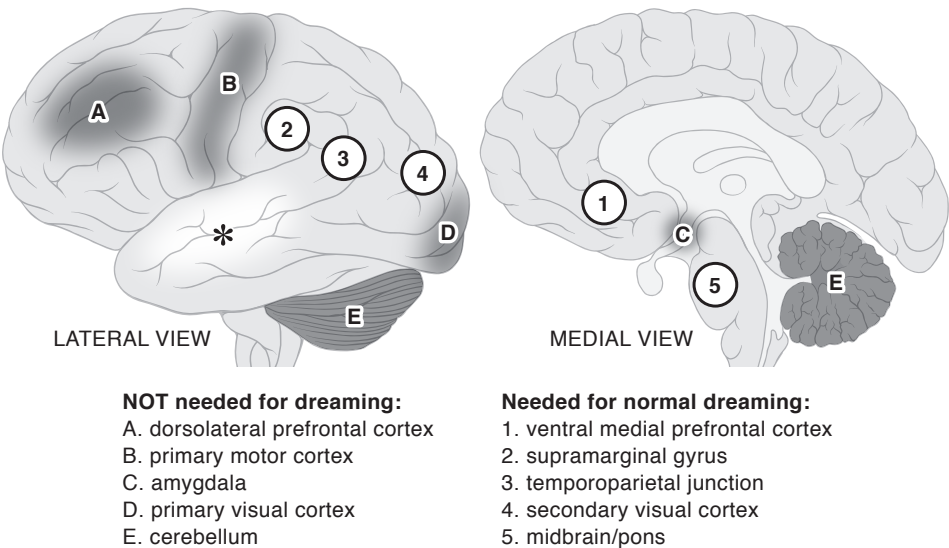 A
B
2
3
4
D
*
E
LATERAL VIEW
1
C
5
E
MEDIAL VIEW
NOT needed for dreaming:
A. dorsolateral prefrontal cortex
B. primary motor cortex
C. amygdala
D. primary visual cortex
E. cerebellum
Needed for normal dreaming:
1. ventral medial prefrontal cortex
2. supramarginal gyrus
3. temporoparietal junction
4. secondary visual cortex
5. midbrain/pons